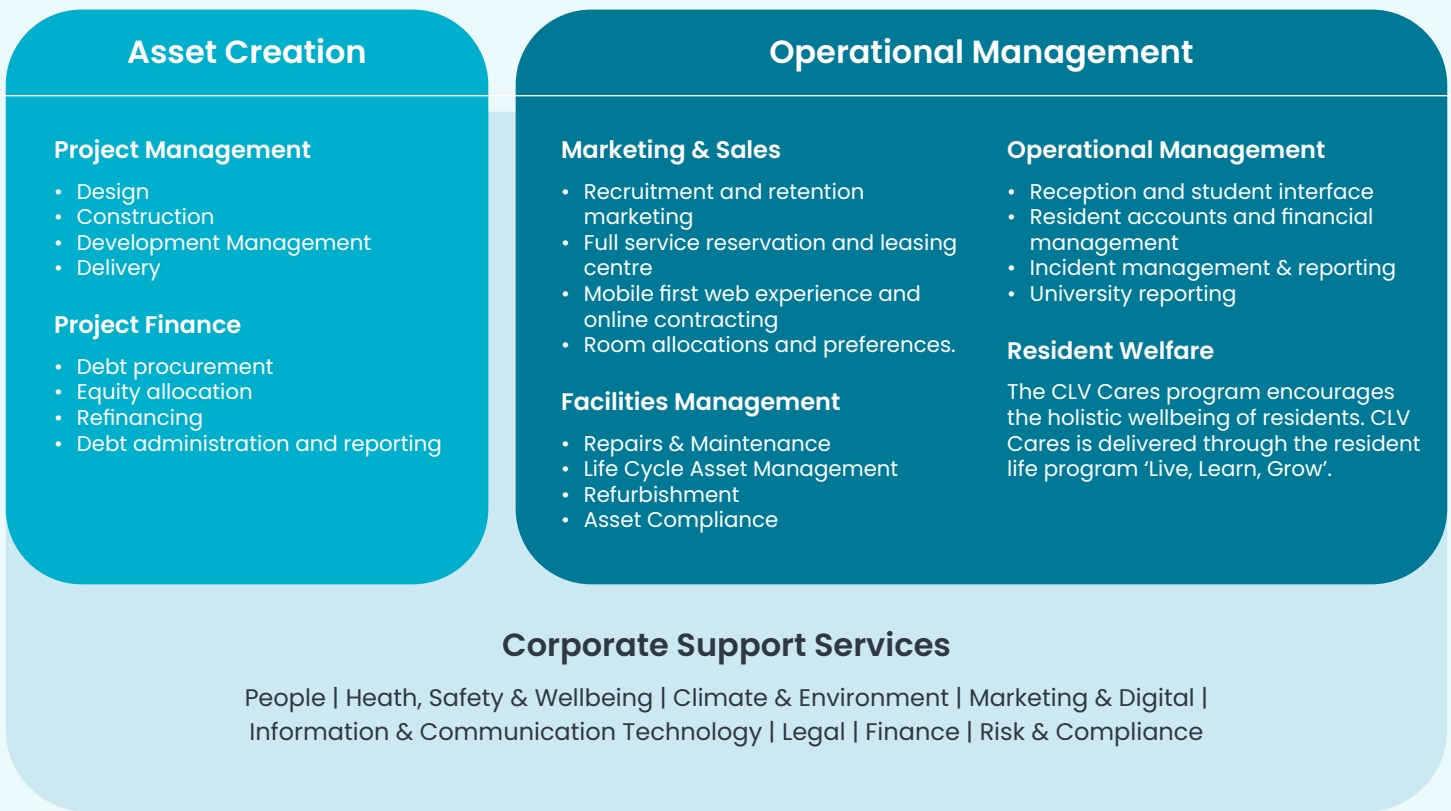 Asset Creation
Project Management
• Design
• Construction
• Development Management
• Delivery
Project Finance
• Debt procurement
• Equity allocation
• Refinancing
• Debt administration and reporting
Operational Management
Marketing & Sales
• Recruitment and retention
marketing
• Full service reservation and leasing
centre
• Mobile first web experience and
online contracting
• Room allocations and preferences.
Facilities Management
• Repairs & Maintenance
• Life Cycle Asset Management
• Refurbishment
• Asset Compliance
Operational Management
• Reception and student interface
• Resident accounts and financial
management
• Incident management & reporting
• University reporting
Resident Welfare
The CLV Cares program encourages
the holistic wellbeing of residents. CLV
Cares is delivered through the resident
life program ‘Live, Learn, Grow’.
Corporate Support Services
People | Heath, Safety & Wellbeing | Climate & Environment | Marketing & Digital |
Information & Communication Technology | Legal | Finance | Risk & Compliance